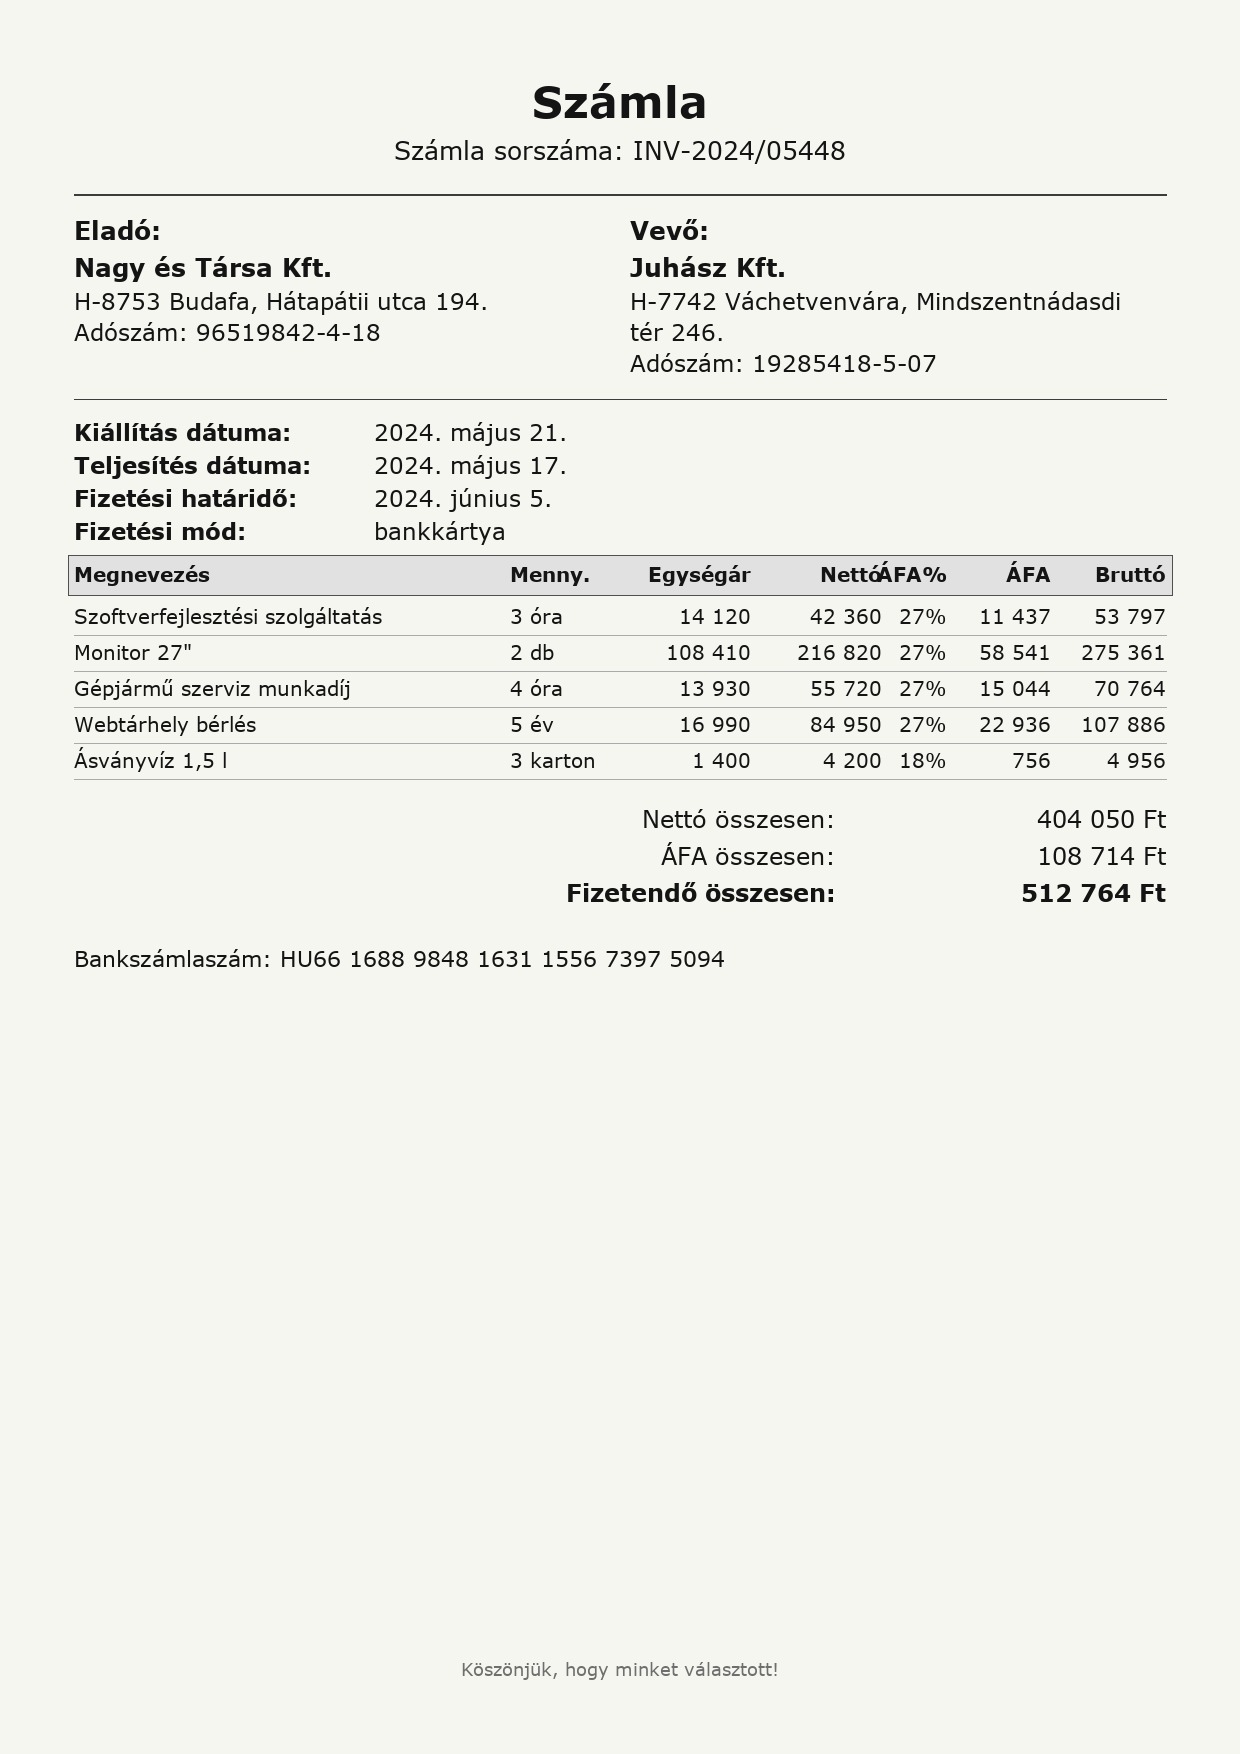 Számla
Számla sorszáma: INV-2024/05448
Eladó:
Nagy és Társa Kft.
H-8753 Budafa, Hátapátii utca 194.
Adószám: 96519842-4-18
Vevő:
Juhász Kft.
H-7742 Váchetvenvára, Mindszentnádasdi
tér 246.
Adószám: 19285418-5-07
Kiállítás dátuma: 2024. május 21.
Teljesítés dátuma: 2024. május 17.
Fizetési határidő: 2024. június 5.
Fizetési mód: bankkártya
Megnevezés Menny. Egységár Nettó ÁFA% ÁFA Bruttó
Szoftverfejlesztési szolgáltatás 3 óra 14 120 42 360 27% 11 437 53 797
Monitor 27" 2 db 108 410 216 820 27% 58 541 275 361
Gépjármű szerviz munkadíj 4 óra 13 930 55 720 27% 15 044 70 764
Webtárhely bérlés 5 év 16 990 84 950 27% 22 936 107 886
Ásványvíz 1,5 l 3 karton 1 400 4 200 18% 756 4 956
Nettó összesen: 404 050 Ft
ÁFA összesen: 108 714 Ft
Fizetendő összesen: 512 764 Ft
Bankszámlaszám: HU66 1688 9848 1631 1556 7397 5094
Köszönjük, hogy minket választott!